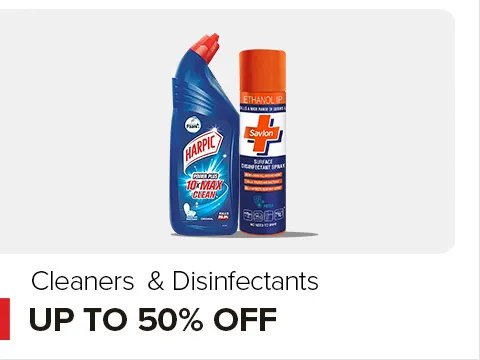 ETHANOL IP
Savlon
SURFACE
DISINFECTANT SPRAY
HARPIC
POWER PLUS
10x MAX
CLEAN
Cleaners & Disinfectants
UP TO 50% OFF